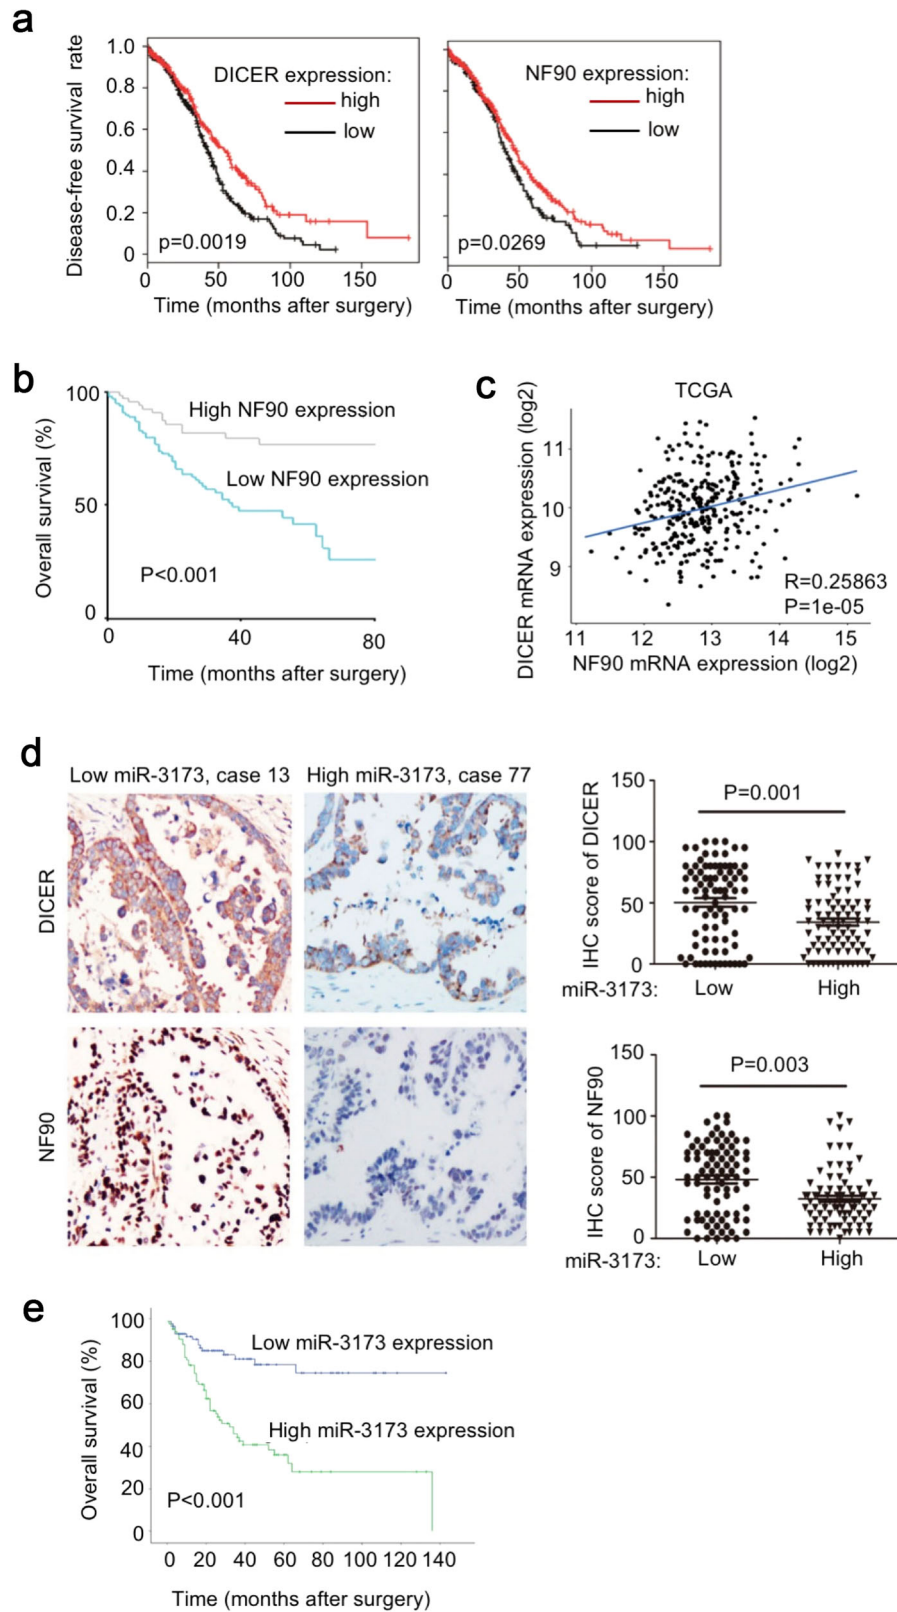 a
Disease-free survival rate
1.0
0.8
0.6
0.4
0.2
0
DICER expression:
high
low
p=0.0019
0 50 100 150
Time (months after surgery)
NF90 expression:
high
low
p=0.0269
0 50 100 150
Time (months after surgery)
b
Overall survival (%)
100
50
0
High NF90 expression
Low NF90 expression
P<0.001
0 40 80
Time (months after surgery)
c
TCGA
DICER mRNA expression (log2)
11
10
9
R=0.25863
P=1e-05
11 12 13 14 15
NF90 mRNA expression (log2)
d
Low miR-3173, case 13
High miR-3173, case 77
DICER
NF90
IHC score of DICER
150
100
50
0
P=0.001
miR-3173: Low High
IHC score of NF90
150
100
50
0
P=0.003
miR-3173: Low High
e
Overall survival (%)
100
80
60
40
20
0
Low miR-3173 expression
High miR-3173 expression
P<0.001
0 20 40 60 80 100 120 140
Time (months after surgery)